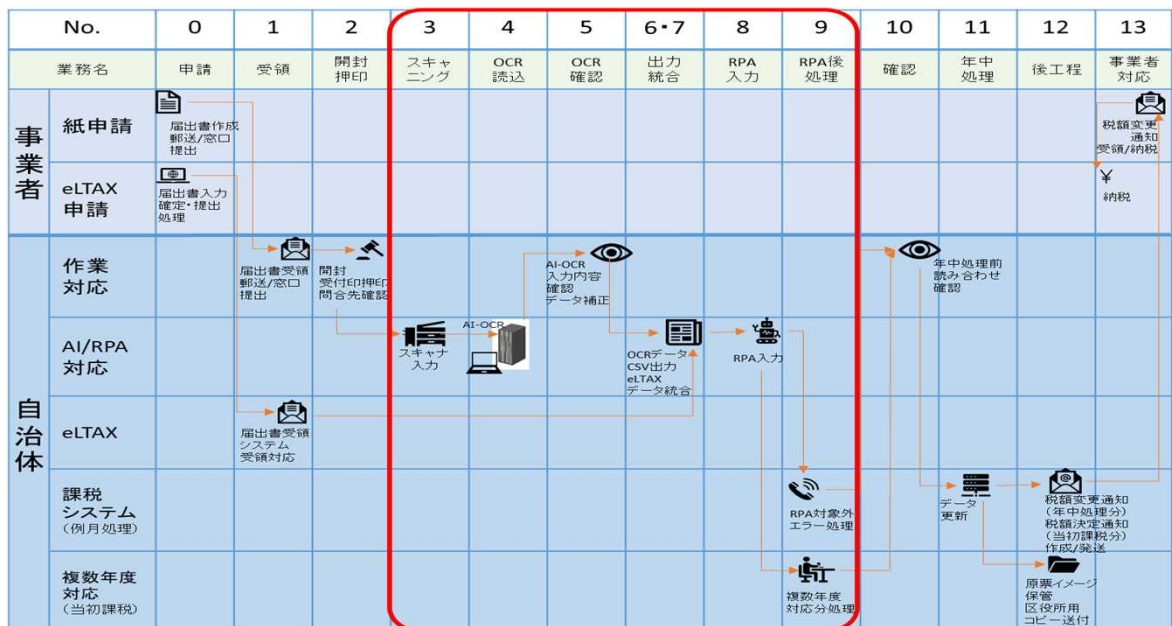 No.
0
1
2
3
4
5
6・7
8
9
10
11
12
13
業務名
申請
受領
開封
押印
スキャ
ニング
OCR
読込
OCR
確認
出力
統合
RPA
入力
RPA後
処理
確認
年中
処理
後工程
事業者
対応
事業者
紙申請
届出書作成
郵送/窓口
提出
税額変更
通知
受領/納税
eLTAX
申請
届出書入力
確定・提出
処理
¥
納税
自治体
作業
対応
届出書受領
郵送/窓口
提出
開封
受付印押印
問合先確認
AI-OCR
入力内容
確認
データ補正
年中処理前
読み合わせ
確認
AI/RPA
対応
スキャナ
入力
AI-OCR
OCRデータ
CSV出力
eLTAX
データ統合
RPA入力
eLTAX
届出書受領
システム
受領対応
課税
システム
(例月処理)
RPA対象外
エラー処理
データ
更新
税額変更通知
(年中処理分)
税額決定通知
(当初課税分)
作成/発送
複数年度
対応
(当初課税)
複数年度
対応分処理
原票イメージ
保管
区役所用
コピー送付